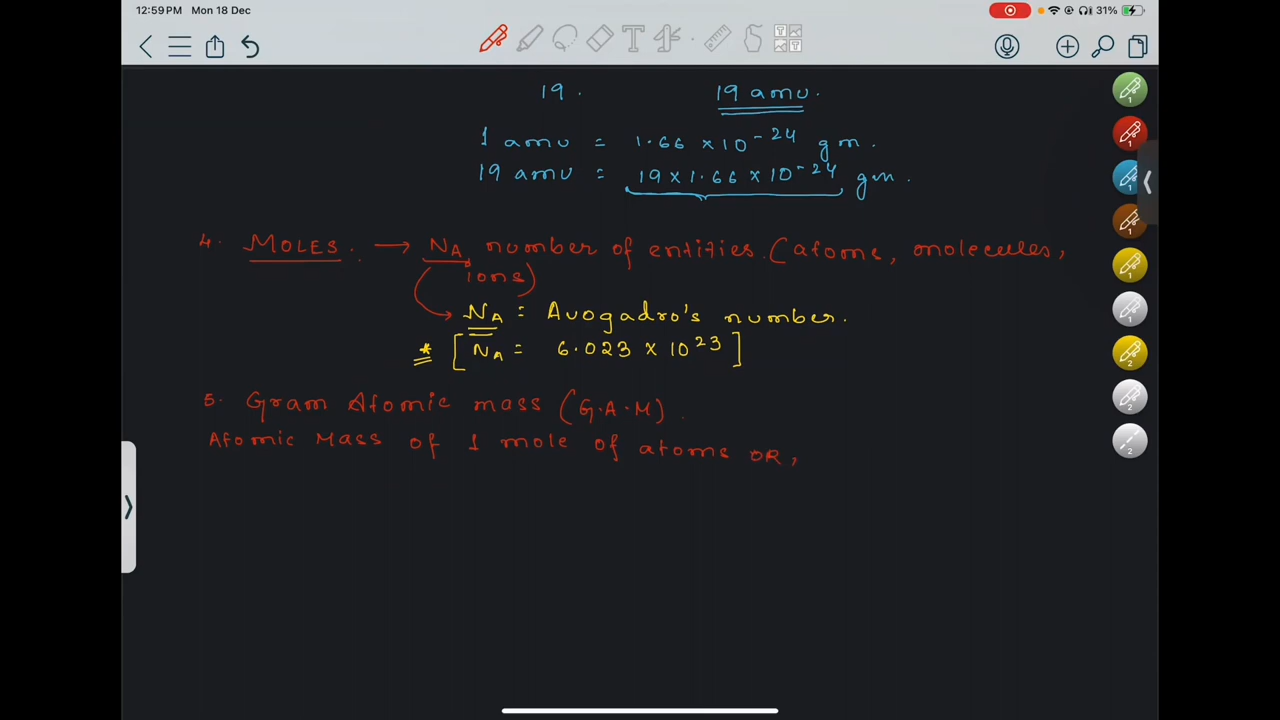 12:59 PM Mon 18 Dec 31%
19. 19 amu.
1 amu = 1.66 × 10⁻²⁴ gm.
19 amu = 19 × 1.66 × 10⁻²⁴ gm.
4. MOLES. → NA number of entities. (atoms, molecules,
ions)
NA = Avogadro's number.
* [NA = 6.023 × 10²³]
5. Gram Atomic mass (G.A.M).
Atomic Mass of 1 mole of atoms OR,